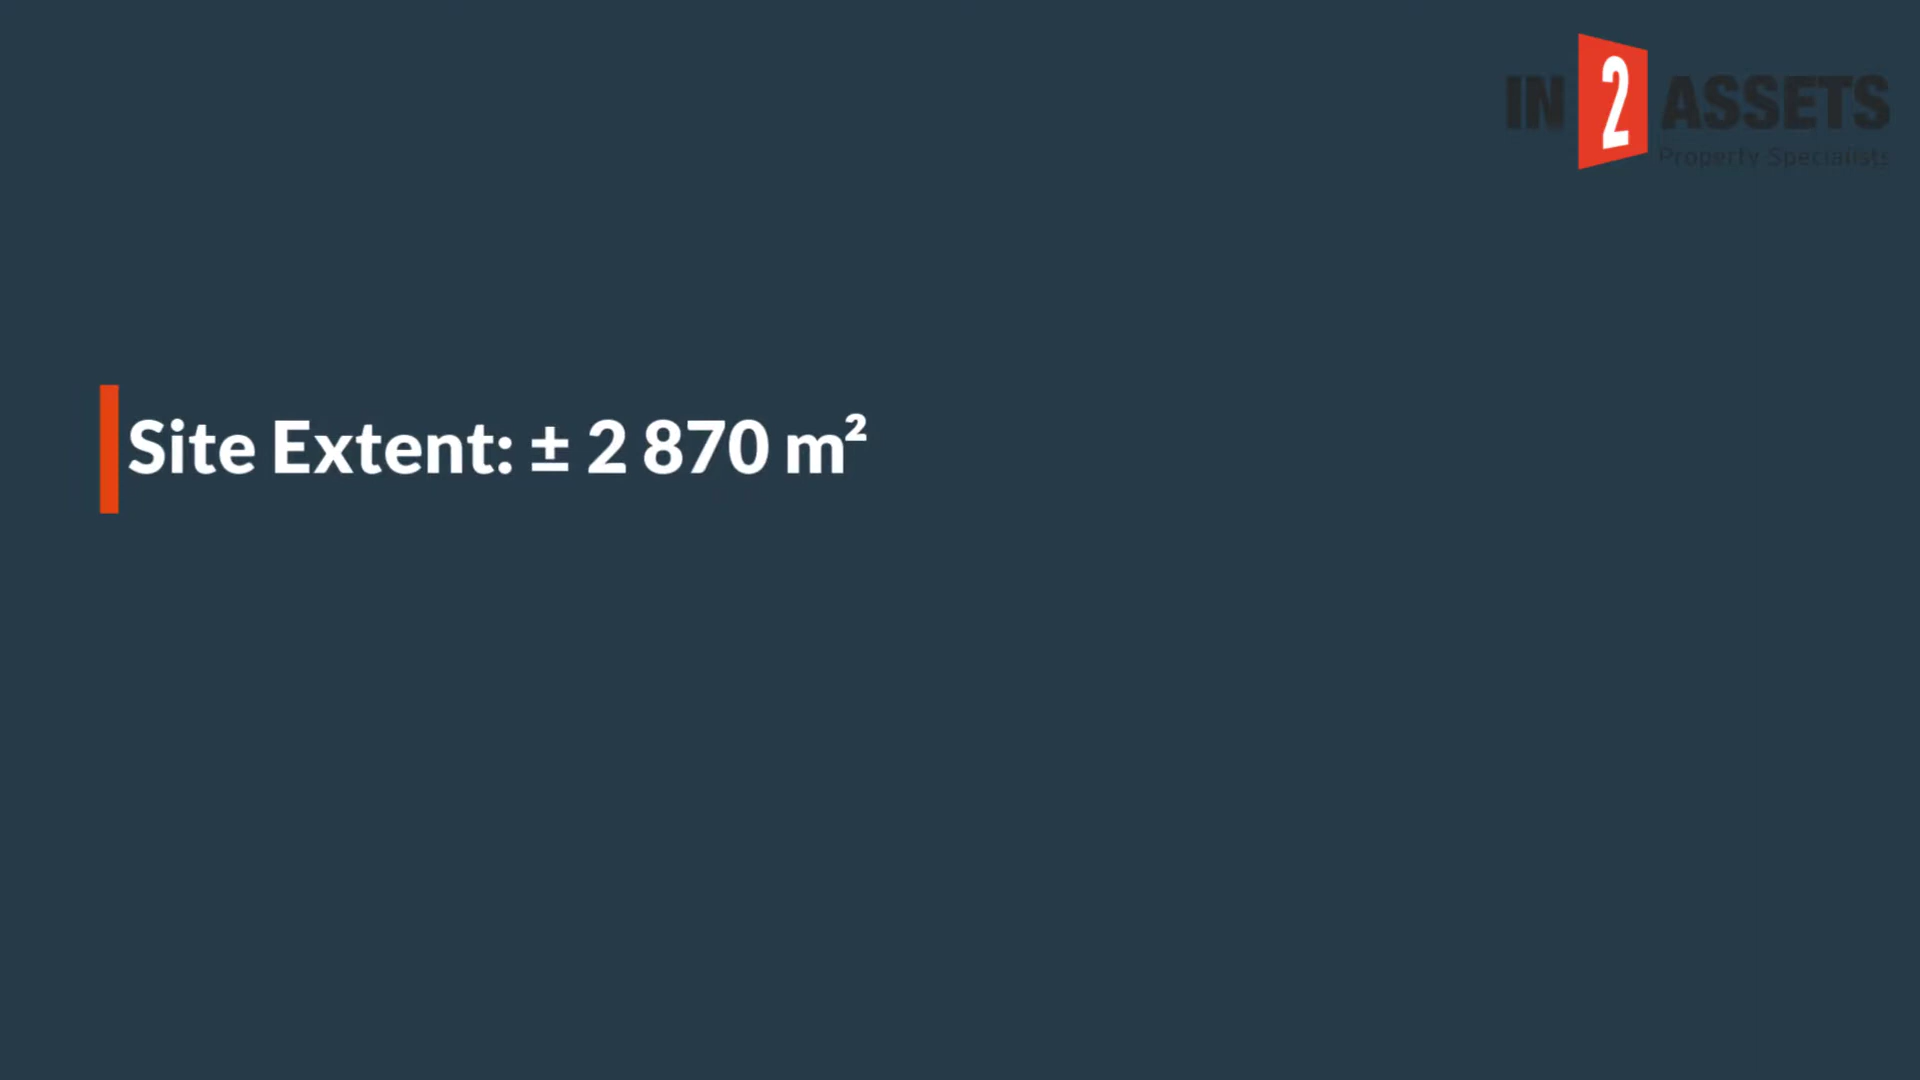 IN 2 ASSETS
Property Specialists
Site Extent: ± 2 870 m²